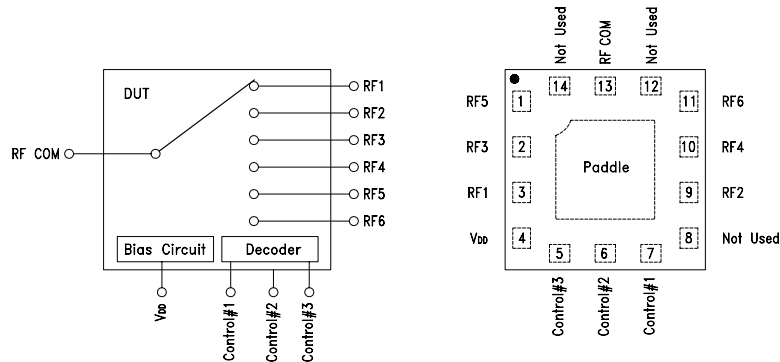 DUT
RF COM
RF1
RF2
RF3
RF4
RF5
RF6
Bias Circuit
Decoder
VDD
Control#1
Control#2
Control#3
Not Used
RF COM
Not Used
14
13
12
RF5
1
11
RF6
RF3
2
Paddle
10
RF4
RF1
3
9
RF2
VDD
4
8
Not Used
5
6
7
Control#3
Control#2
Control#1